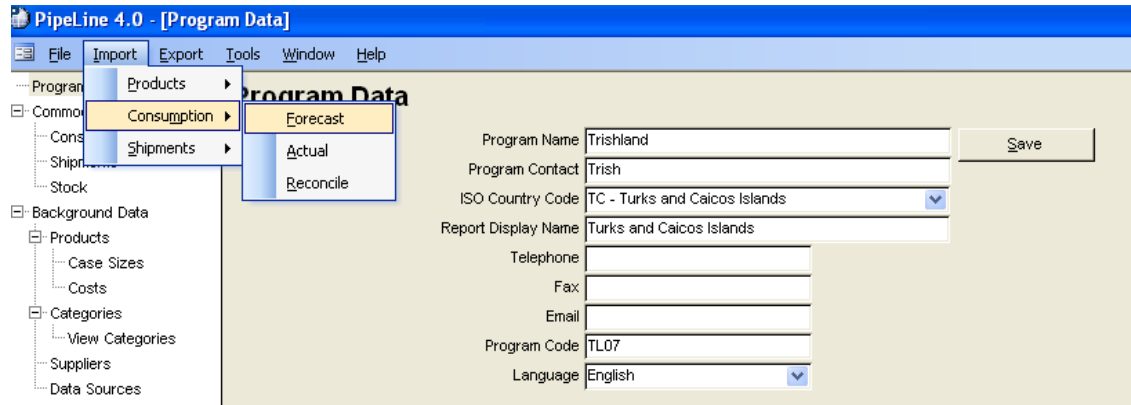 PipeLine 4.0 - [Program Data]
File Import Export Tools Window Help
Products
Consumption
Shipments
Forecast
Actual
Reconcile
Stock
Background Data
Products
Case Sizes
Costs
Categories
View Categories
Suppliers
Data Sources
Program Data
Program Name Trishland Save
Program Contact Trish
ISO Country Code TC - Turks and Caicos Islands
Report Display Name Turks and Caicos Islands
Telephone
Fax
Email
Program Code TL07
Language English